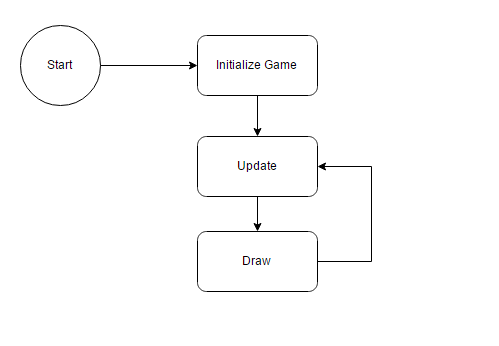 Start
Initialize Game
Update
Draw